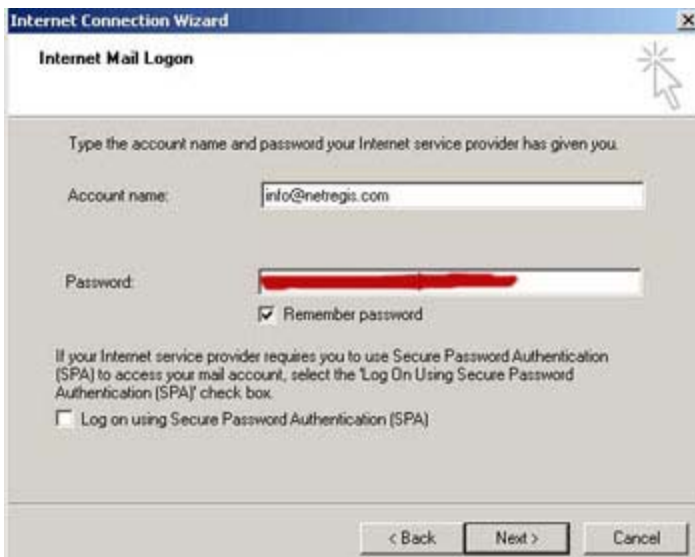 Internet Connection Wizard
Internet Mail Logon
Type the account name and password your Internet service provider has given you.
Account name:
info@netregis.com
Password:
Remember password
If your Internet service provider requires you to use Secure Password Authentication
(SPA) to access your mail account, select the 'Log On Using Secure Password
Authentication (SPA)' check box.
Log on using Secure Password Authentication (SPA)
< Back
Next >
Cancel